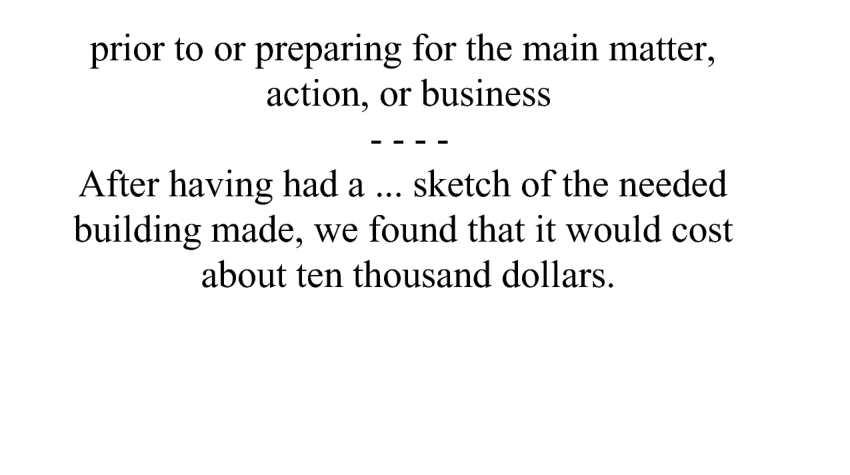 prior to or preparing for the main matter,
action, or business
- - - -
After having had a ... sketch of the needed
building made, we found that it would cost
about ten thousand dollars.